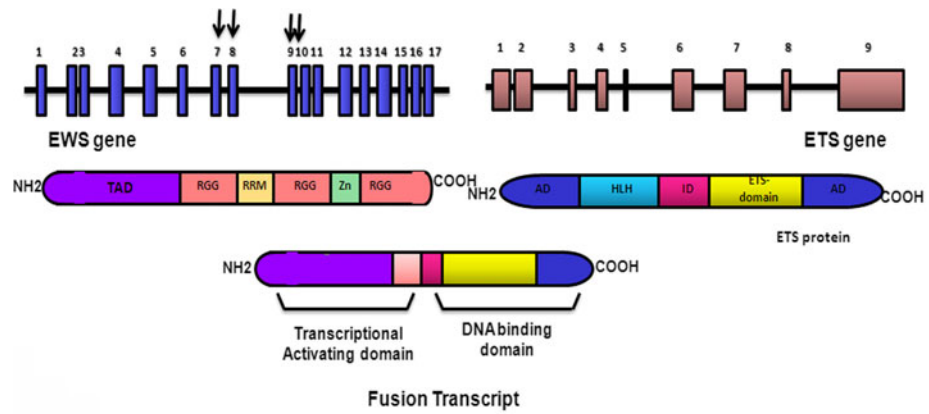 1 23 4 5 6 7 8 9 10 11 12 13 14 15 16 17
1 2 3 4 5 6 7 8 9
EWS gene
ETS gene
NH2 TAD RGG RRM RGG Zn RGG COOH
NH2 AD HLH ID ETS- AD COOH
domain
ETS protein
NH2 COOH
Transcriptional
Activating domain
DNA binding
domain
Fusion Transcript